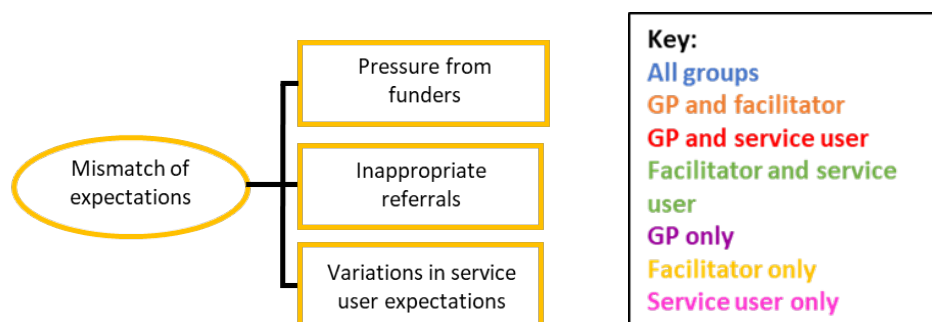 Mismatch of
expectations
Pressure from
funders
Inappropriate
referrals
Variations in service
user expectations
Key:
All groups
GP and facilitator
GP and service user
Facilitator and service
user
GP only
Facilitator only
Service user only